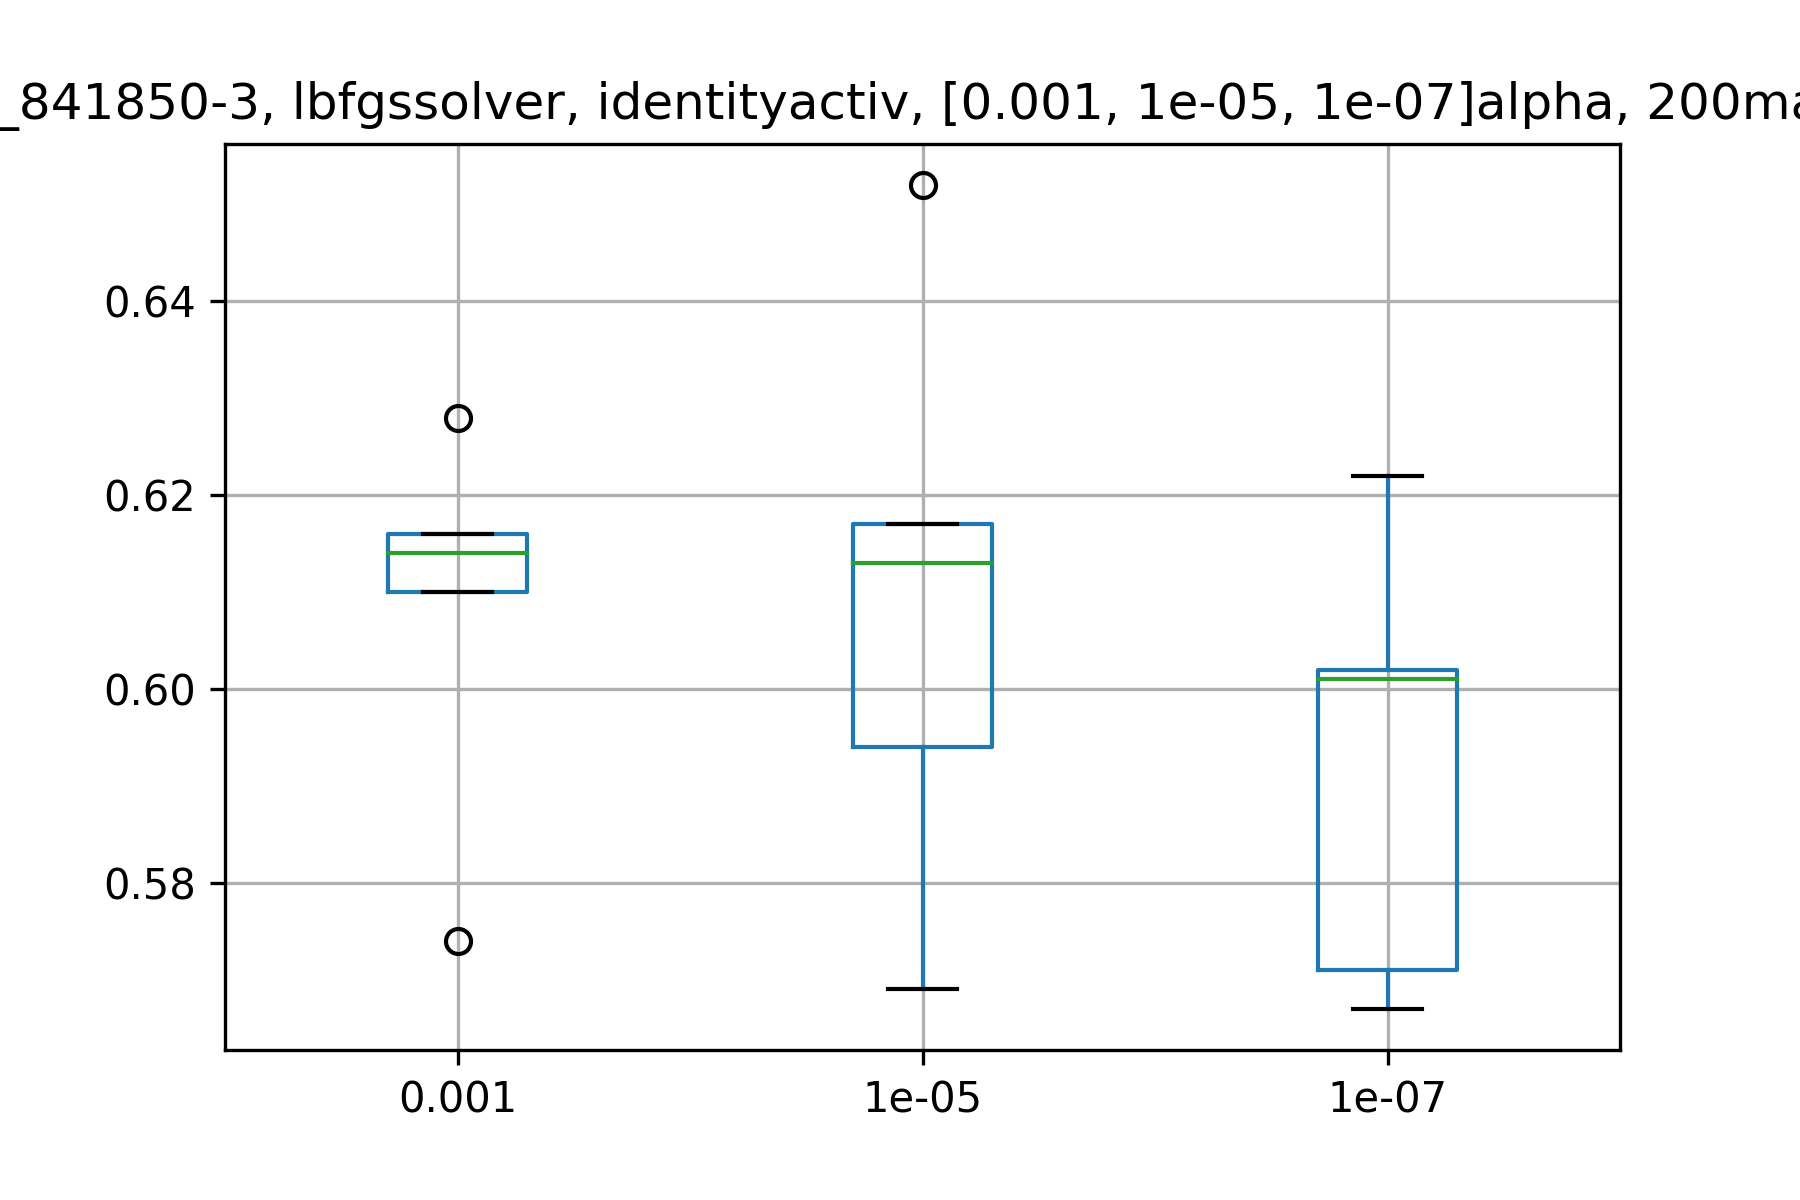 _841850-3, lbfgssolver, identityactiv, [0.001, 1e-05, 1e-07]alpha, 200ma
0.64
0.62
0.60
0.58
0.001 1e-05 1e-07